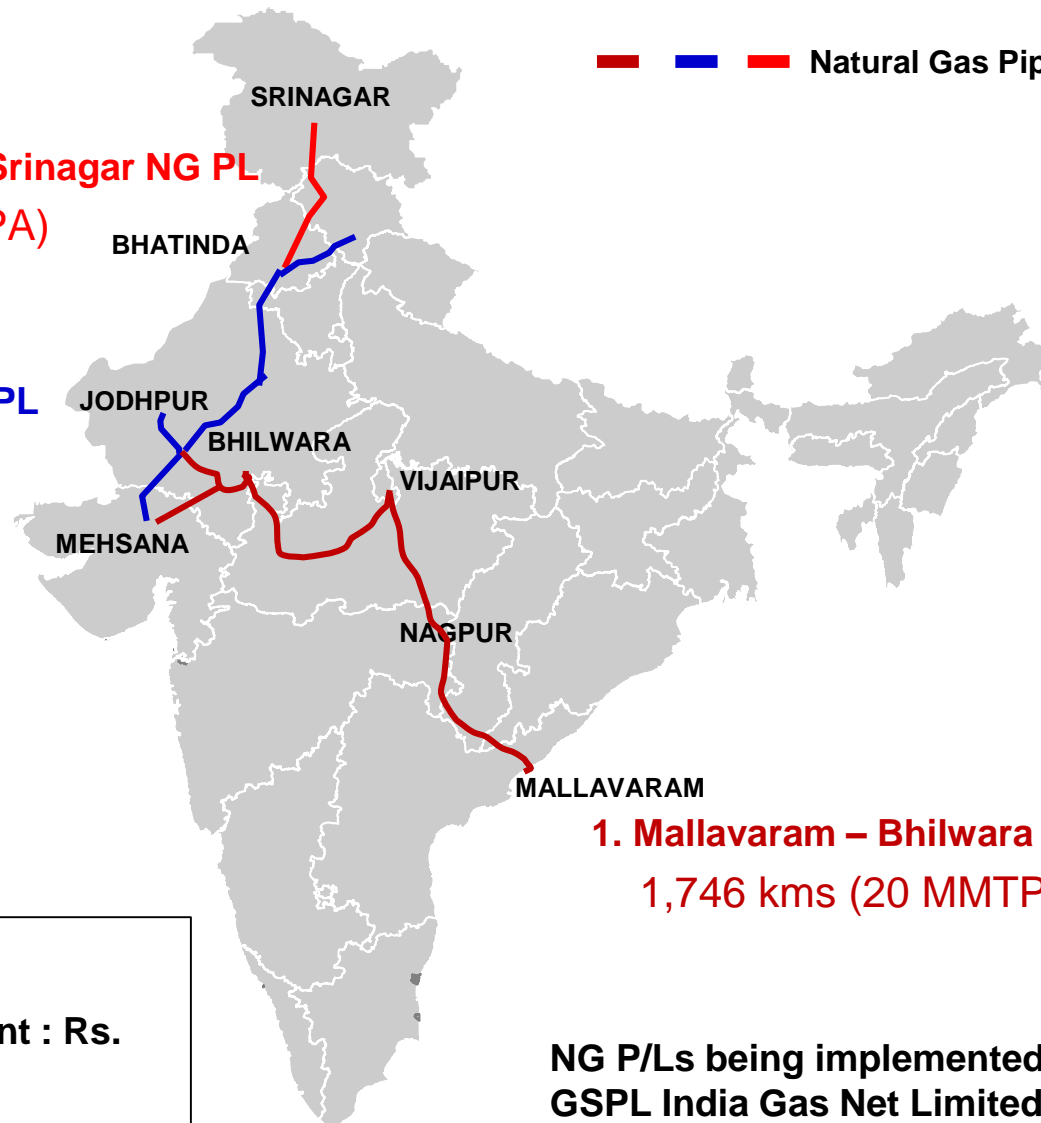 Natural Gas Pip
SRINAGAR
Srinagar NG PL
PA)
BHATINDA
PL
JODHPUR
BHILWARA
VIJAIPUR
MEHSANA
NAGPUR
MALLAVARAM
1. Mallavaram – Bhilwara
1,746 kms (20 MMTP
nt : Rs.
NG P/Ls being implemented
GSPL India Gas Net Limited